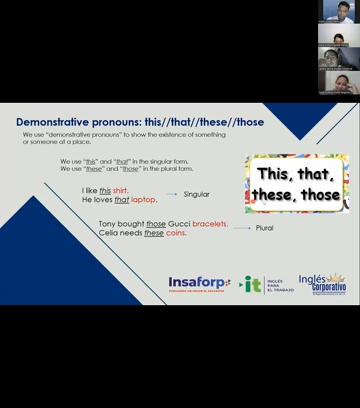 Demonstrative pronouns: this//that//these//those
We use “demonstrative pronouns” to show the existence of something
or someone at a place.
We use “this” and “that” in the singular form.
We use “these” and “those” in the plural form.
This, that,
these, those
I like this shirt.
He loves that laptop.
Singular
Tony bought those Gucci bracelets.
Celia needs these coins.
Plural
Insaforp
it
INGLÉS
PARA
EL TRABAJO
Inglés
Corporativo